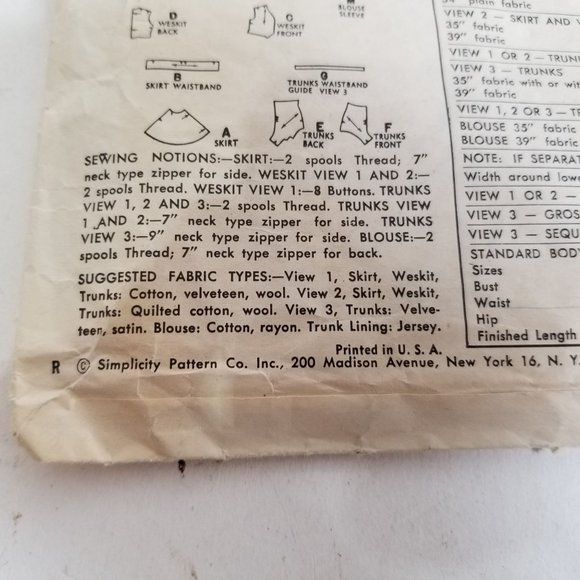 D
WESKIT
BACK
C
WESKIT
FRONT
M
BLOUSE
SLEEVE
B
SKIRT WAISTBAND
G
TRUNKS WAISTBAND
GUIDE VIEW 3
A
SKIRT
E
TRUNKS
BACK
F
TRUNKS
FRONT
SEWING NOTIONS:—SKIRT:—2 spools Thread; 7"
neck type zipper for side. WESKIT VIEW 1 AND 2:—
2 spools Thread. WESKIT VIEW 1:—8 Buttons. TRUNKS
VIEW 1, 2 AND 3:—2 spools Thread. TRUNKS VIEW
1 AND 2:—7" neck type zipper for side. TRUNKS
VIEW 3:—9" neck type zipper for side. BLOUSE:—2
spools Thread; 7" neck type zipper for back.
SUGGESTED FABRIC TYPES:—View 1, Skirt, Weskit,
Trunks: Cotton, velveteen, wool. View 2, Skirt, Weskit,
Trunks: Quilted cotton, wool. View 3, Trunks: Velve-
teen, satin. Blouse: Cotton, rayon. Trunk Lining: Jersey.
Printed in U. S. A.
R © Simplicity Pattern Co. Inc., 200 Madison Avenue, New York 16, N. Y.
plain fabric
VIEW 2 — SKIRT AND
35" fabric
39" fabric
VIEW 1 OR 2 — TRUN
VIEW 3 — TRUNKS
35" fabric with or wi
39" fabric
VIEW 1, 2 OR 3 — T
BLOUSE 35" fabric
BLOUSE 39" fabric
NOTE: IF SEPARA
Width around low
VIEW 1 OR 2 —
VIEW 3 — GROS
VIEW 3 — SEQU
STANDARD BOD
Sizes
Bust
Waist
Hip
Finished Length